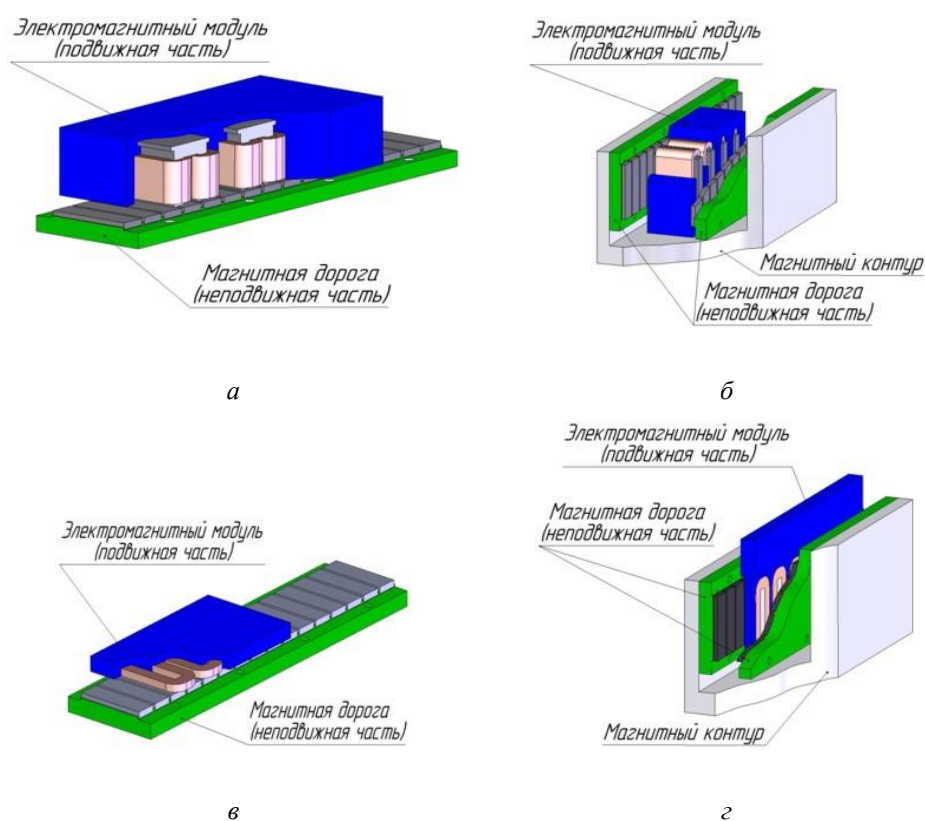 Электромагнитный модуль
(подвижная часть)
Магнитная дорога
(неподвижная часть)
а
Электромагнитный модуль
(подвижная часть)
Магнитный контур
Магнитная дорога
(неподвижная часть)
б
Электромагнитный модуль
(подвижная часть)
Магнитная дорога
(неподвижная часть)
в
Электромагнитный модуль
(подвижная часть)
Магнитная дорога
(неподвижная часть)
Магнитный контур
г